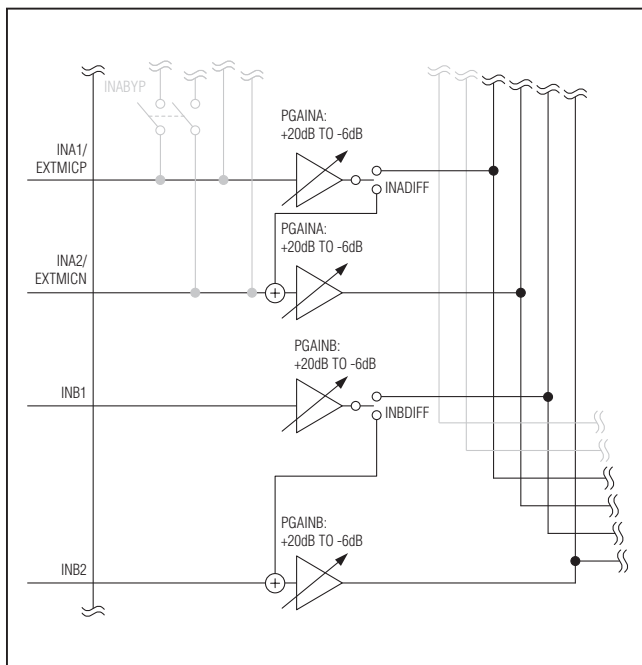 INABYP
PGAINA:
+20dB TO -6dB
INA1/
EXTMICP
INADIFF
PGAINA:
+20dB TO -6dB
INA2/
EXTMICN
+
PGAINB:
+20dB TO -6dB
INB1
INBDIFF
PGAINB:
+20dB TO -6dB
INB2
+